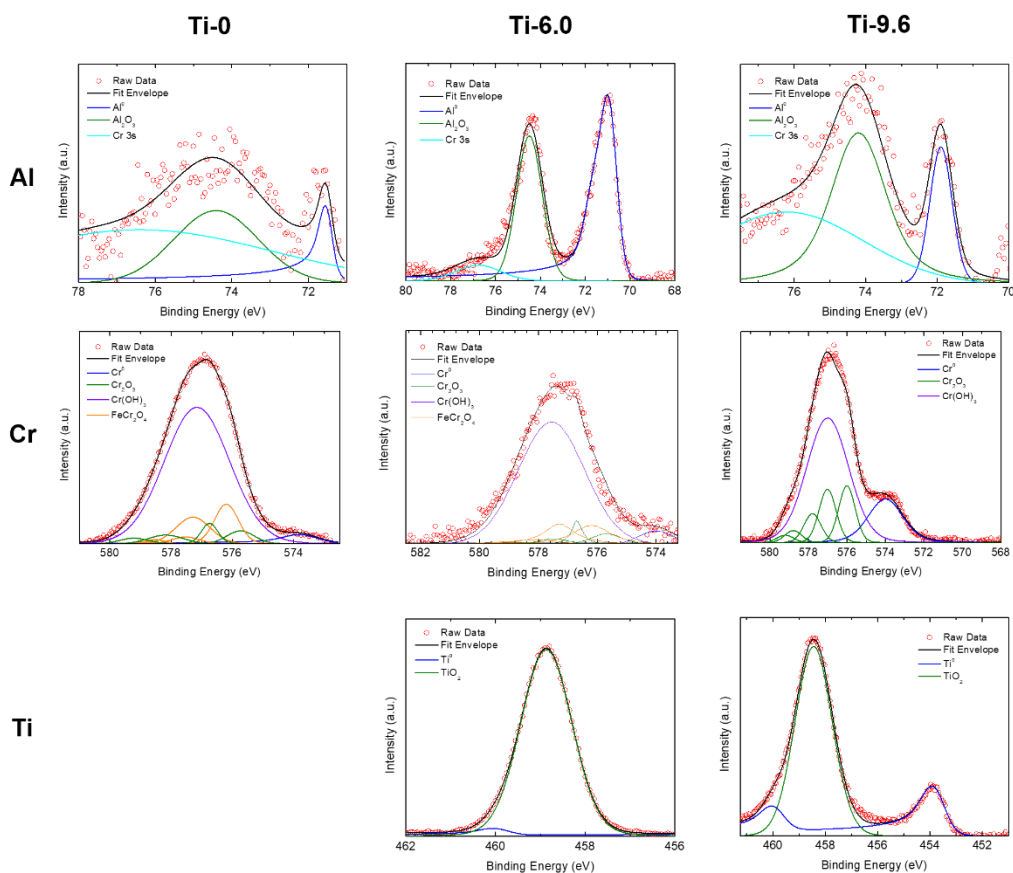 Ti-0 Ti-6.0 Ti-9.6
Al
Intensity (a.u.)
Raw Data
Fit Envelope
Al⁰
Al₂O₃
Cr 3s
78 76 74 72
Binding Energy (eV)
Intensity (a.u.)
Raw Data
Fit Envelope
Al⁰
Al₂O₃
Cr 3s
80 78 76 74 72 70 68
Binding Energy (eV)
Intensity (a.u.)
Raw Data
Fit Envelope
Al⁰
Al₂O₃
Cr 3s
76 74 72 70
Binding Energy (eV)
Cr
Intensity (a.u.)
Raw Data
Fit Envelope
Cr⁰
Cr₂O₃
Cr(OH)₃
FeCr₂O₄
580 578 576 574
Binding Energy (eV)
Intensity (a.u.)
Raw Data
Fit Envelope
Cr⁰
Cr₂O₃
Cr(OH)₃
FeCr₂O₄
582 580 578 576 574
Binding Energy (eV)
Intensity (a.u.)
Raw Data
Fit Envelope
Cr⁰
Cr₂O₃
Cr(OH)₃
580 578 576 574 572 570 568
Binding Energy (eV)
Ti
Intensity (a.u.)
Raw Data
Fit Envelope
Ti⁰
TiO₂
462 460 458 456
Binding Energy (eV)
Intensity (a.u.)
Raw Data
Fit Envelope
Ti⁰
TiO₂
460 458 456 454 452
Binding Energy (eV)